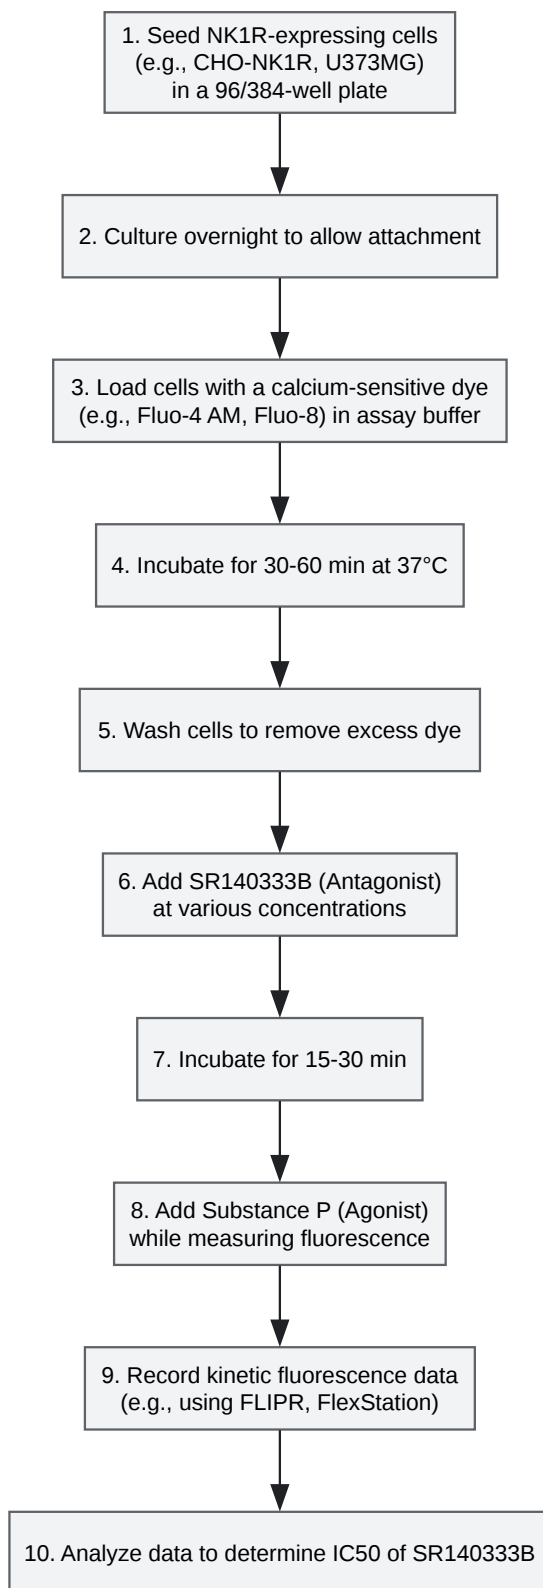 1. Seed NK1R-expressing cells
(e.g., CHO-NK1R, U373MG)
in a 96/384-well plate
2. Culture overnight to allow attachment
3. Load cells with a calcium-sensitive dye
(e.g., Fluo-4 AM, Fluo-8) in assay buffer
4. Incubate for 30-60 min at 37°C
5. Wash cells to remove excess dye
6. Add SR140333B (Antagonist)
at various concentrations
7. Incubate for 15-30 min
8. Add Substance P (Agonist)
while measuring fluorescence
9. Record kinetic fluorescence data
(e.g., using FLIPR, FlexStation)
10. Analyze data to determine IC50 of SR140333B